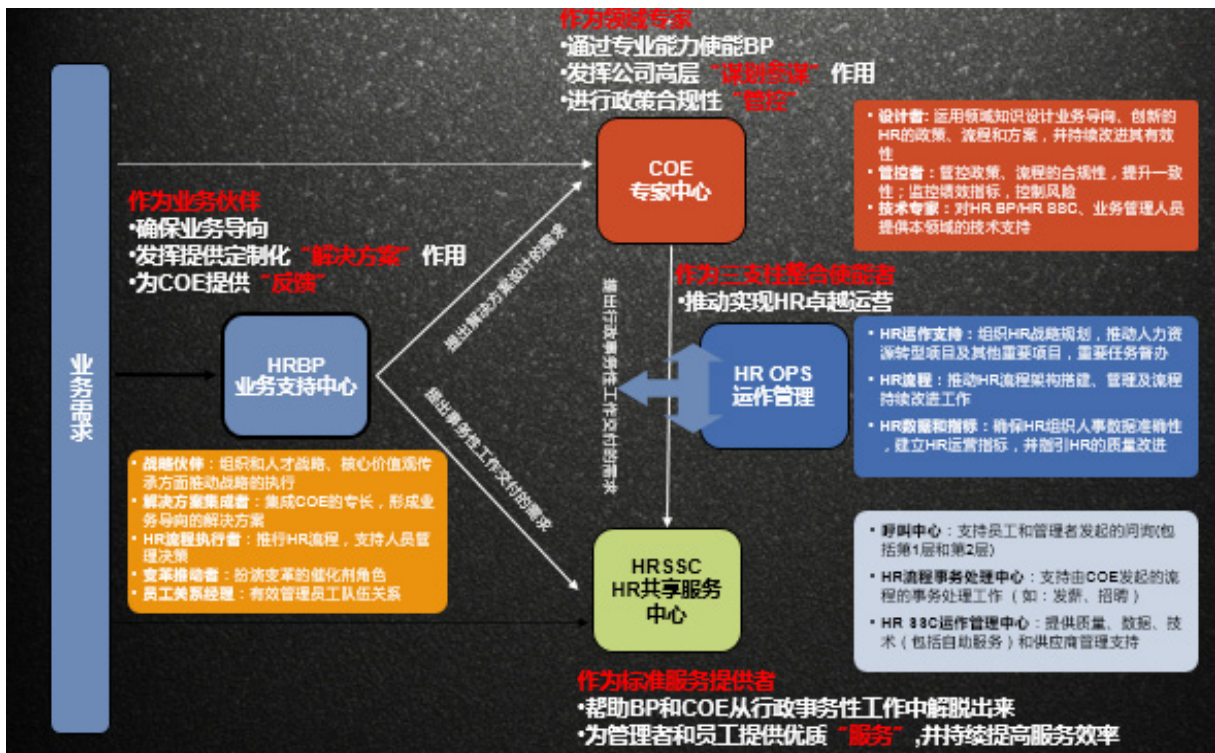 作为领域专家
•通过专业能力使能BP
•发挥公司高层“谋划参谋”作用
•进行政策合规性“管控”
COE
专家中心
• 设计者: 运用领域知识设计业务导向、创新的
HR的政策、流程和方案，并持续改进其有效
性
• 管控者：管控政策、流程的合规性，提升一致
性；监控绩效指标，控制风险
• 技术专家：对HR BP/HR SSC、业务管理人员
提供本领域的技术支持
作为业务伙伴
•确保业务导向
•发挥提供定制化“解决方案”作用
•为COE提供“反馈”
业务需求
HRBP
业务支持中心
提出解决方案设计的需求
提出事务性工作交付的需求
提出行政事务性工作交付的需求
作为三支柱整合使能者
•推动实现HR卓越运营
HR OPS
运作管理
• HR运作支持：组织HR战略规划，推动人力资
源转型项目及其他重要项目，重要任务督办
• HR流程：推动HR流程架构搭建、管理及流程
持续改进工作
• HR数据和指标：确保HR组织人事数据准确性
，建立HR运营指标，并指引HR的质量改进
• 战略伙伴：组织和人才战略、核心价值观传
承方面推动战略的执行
• 解决方案集成者：集成COE的专长，形成业
务导向的解决方案
• HR流程执行者：推行HR流程，支持人员管
理决策
• 变革推动者：扮演变革的催化剂角色
• 员工关系经理：有效管理员工队伍关系
HRSSC
HR共享服务
中心
• 呼叫中心：支持员工和管理者发起的问询(包
括第1层和第2层)
• HR流程事务处理中心：支持由COE发起的流
程的事务处理工作（如：发薪、招聘）
• HR SSC运作管理中心：提供质量、数据、技
术（包括自助服务）和供应商管理支持
作为标准服务提供者
•帮助BP和COE从行政事务性工作中解脱出来
•为管理者和员工提供优质“服务”,并持续提高服务效率